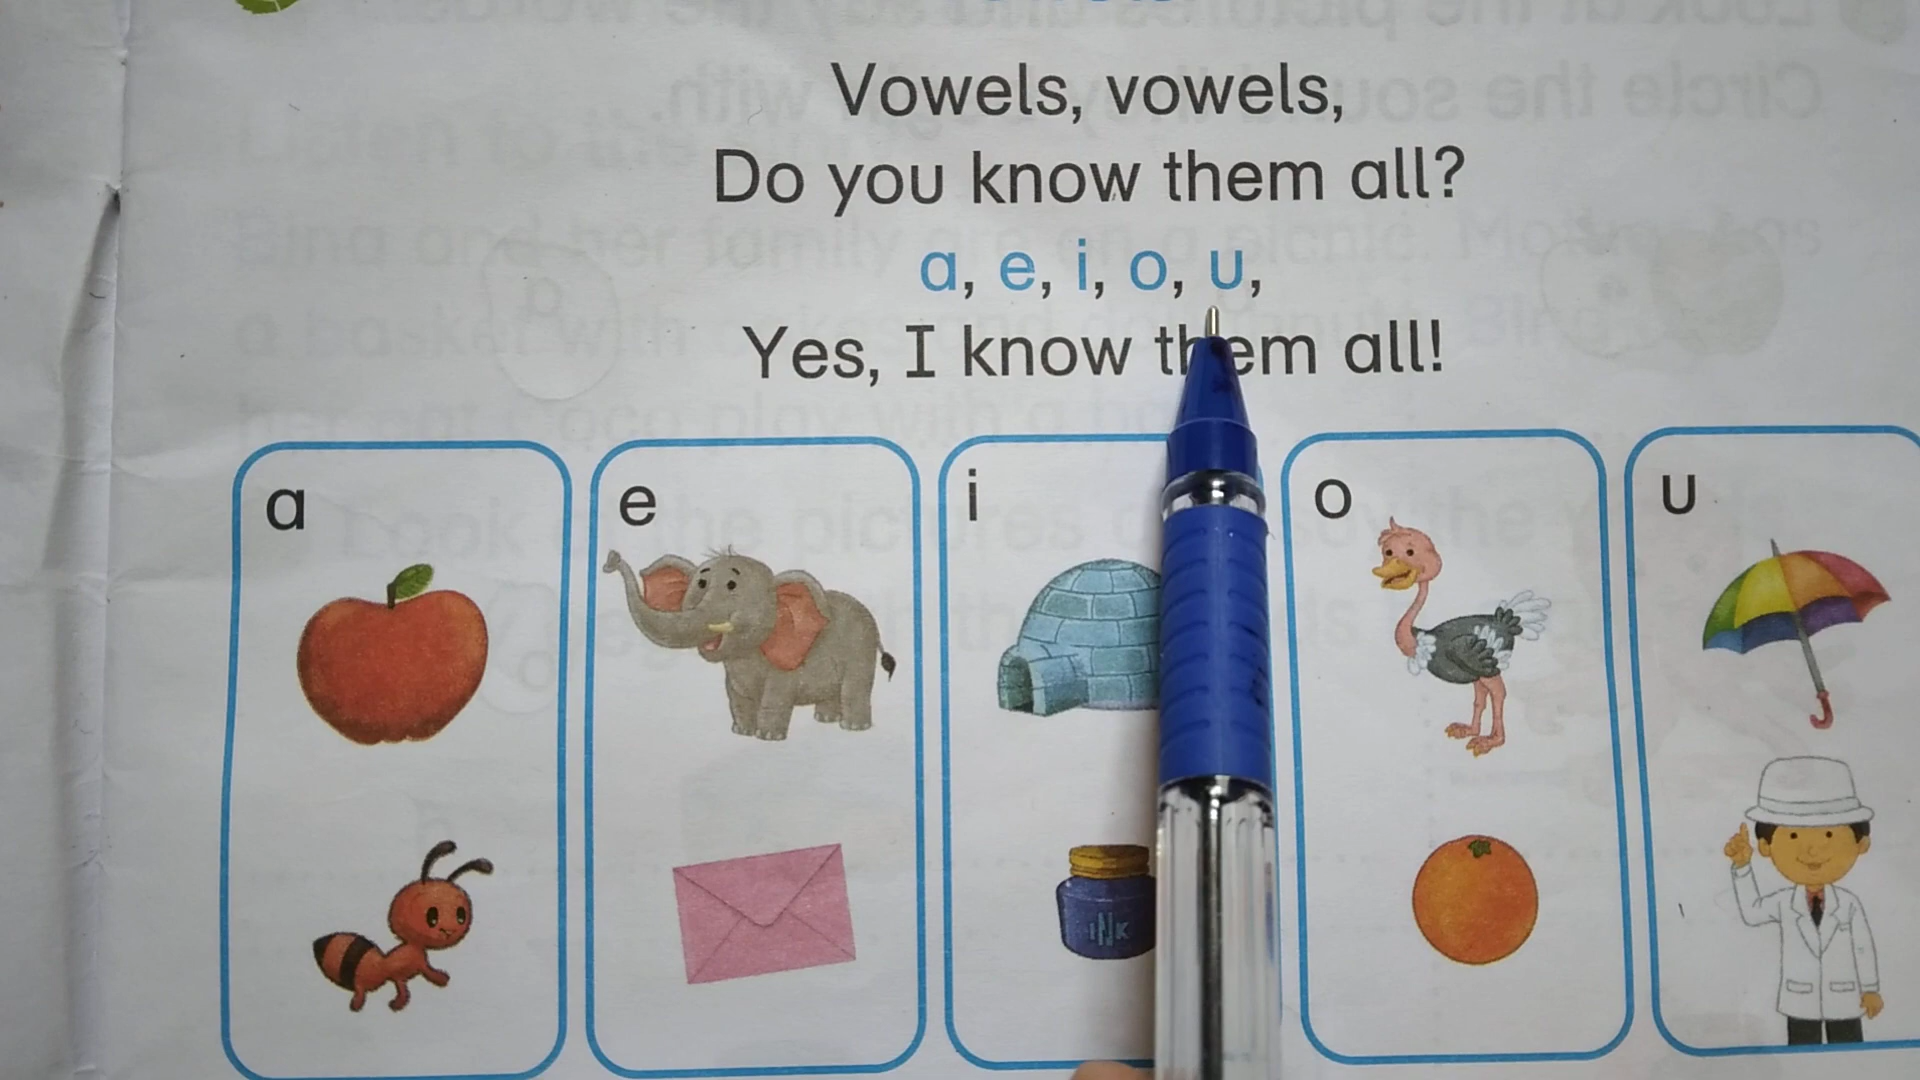 Vowels, vowels,
Do you know them all?
a, e, i, o, u,
Yes, I know them all!
a
e
i
o
u
INK